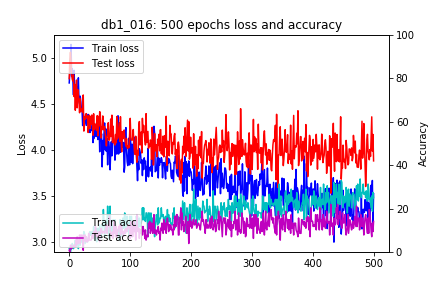 db1_016: 500 epochs loss and accuracy
Train loss
Test loss
Train acc
Test acc
Loss
5.0
4.5
4.0
3.5
3.0
Accuracy
100
80
60
40
20
0
0
100
200
300
400
500